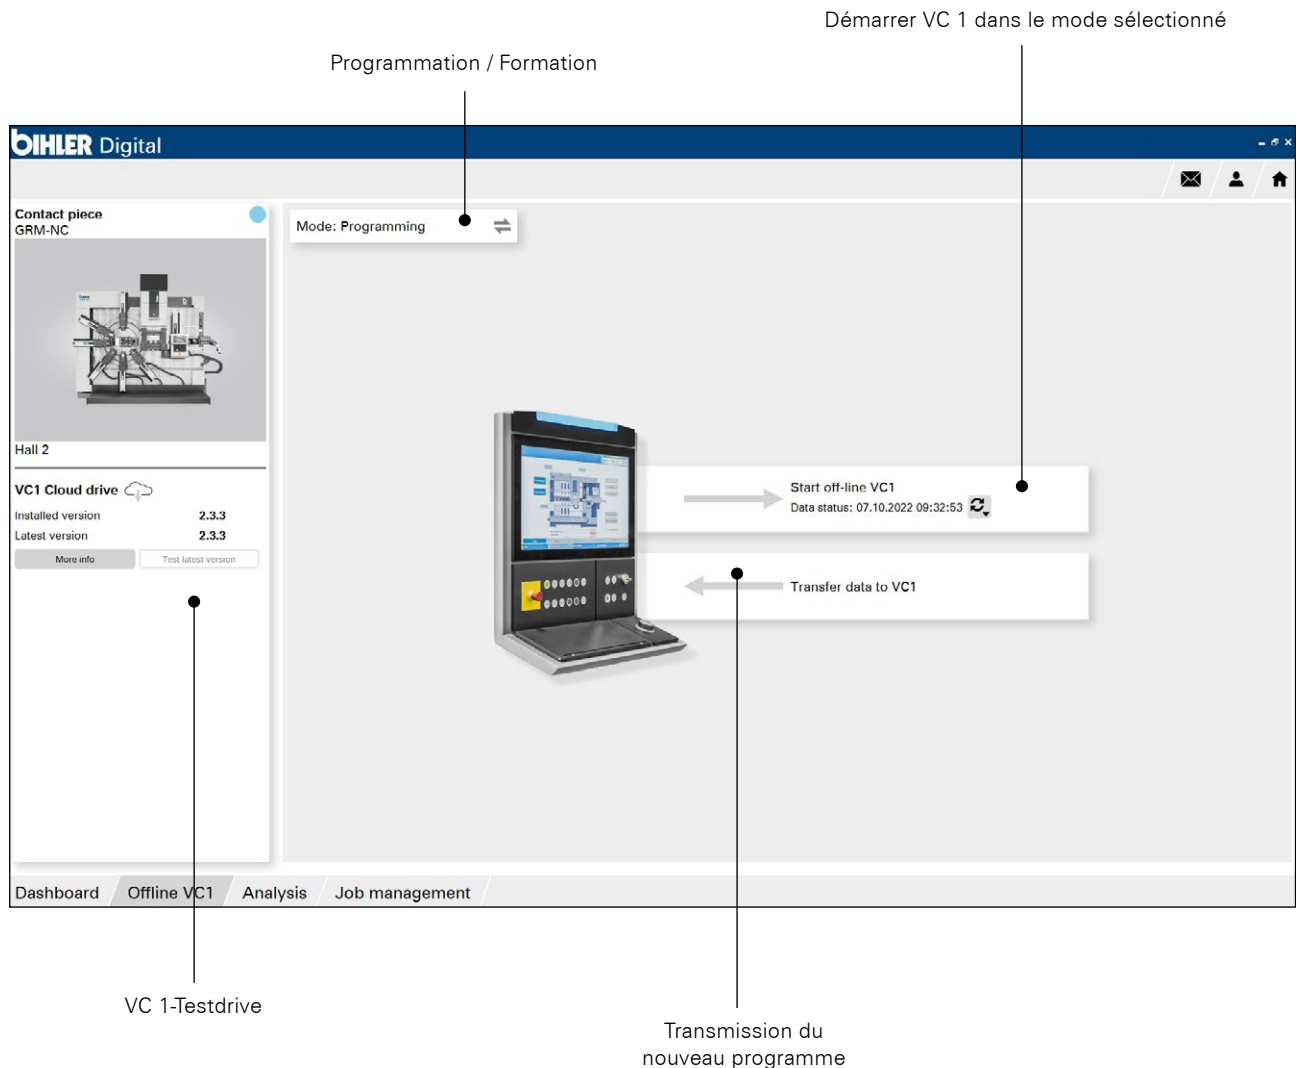 Démarrer VC 1 dans le mode sélectionné
Programmation / Formation
BIHLER Digital
Contact piece
GRM-NC
Mode: Programming
Hall 2
VC1 Cloud drive
Installed version 2.3.3
Latest version 2.3.3
More info Test latest version
Start off-line VC1
Data status: 07.10.2022 09:32:53
Transfer data to VC1
Dashboard Offline VC1 Analysis Job management
VC 1-Testdrive
Transmission du
nouveau programme